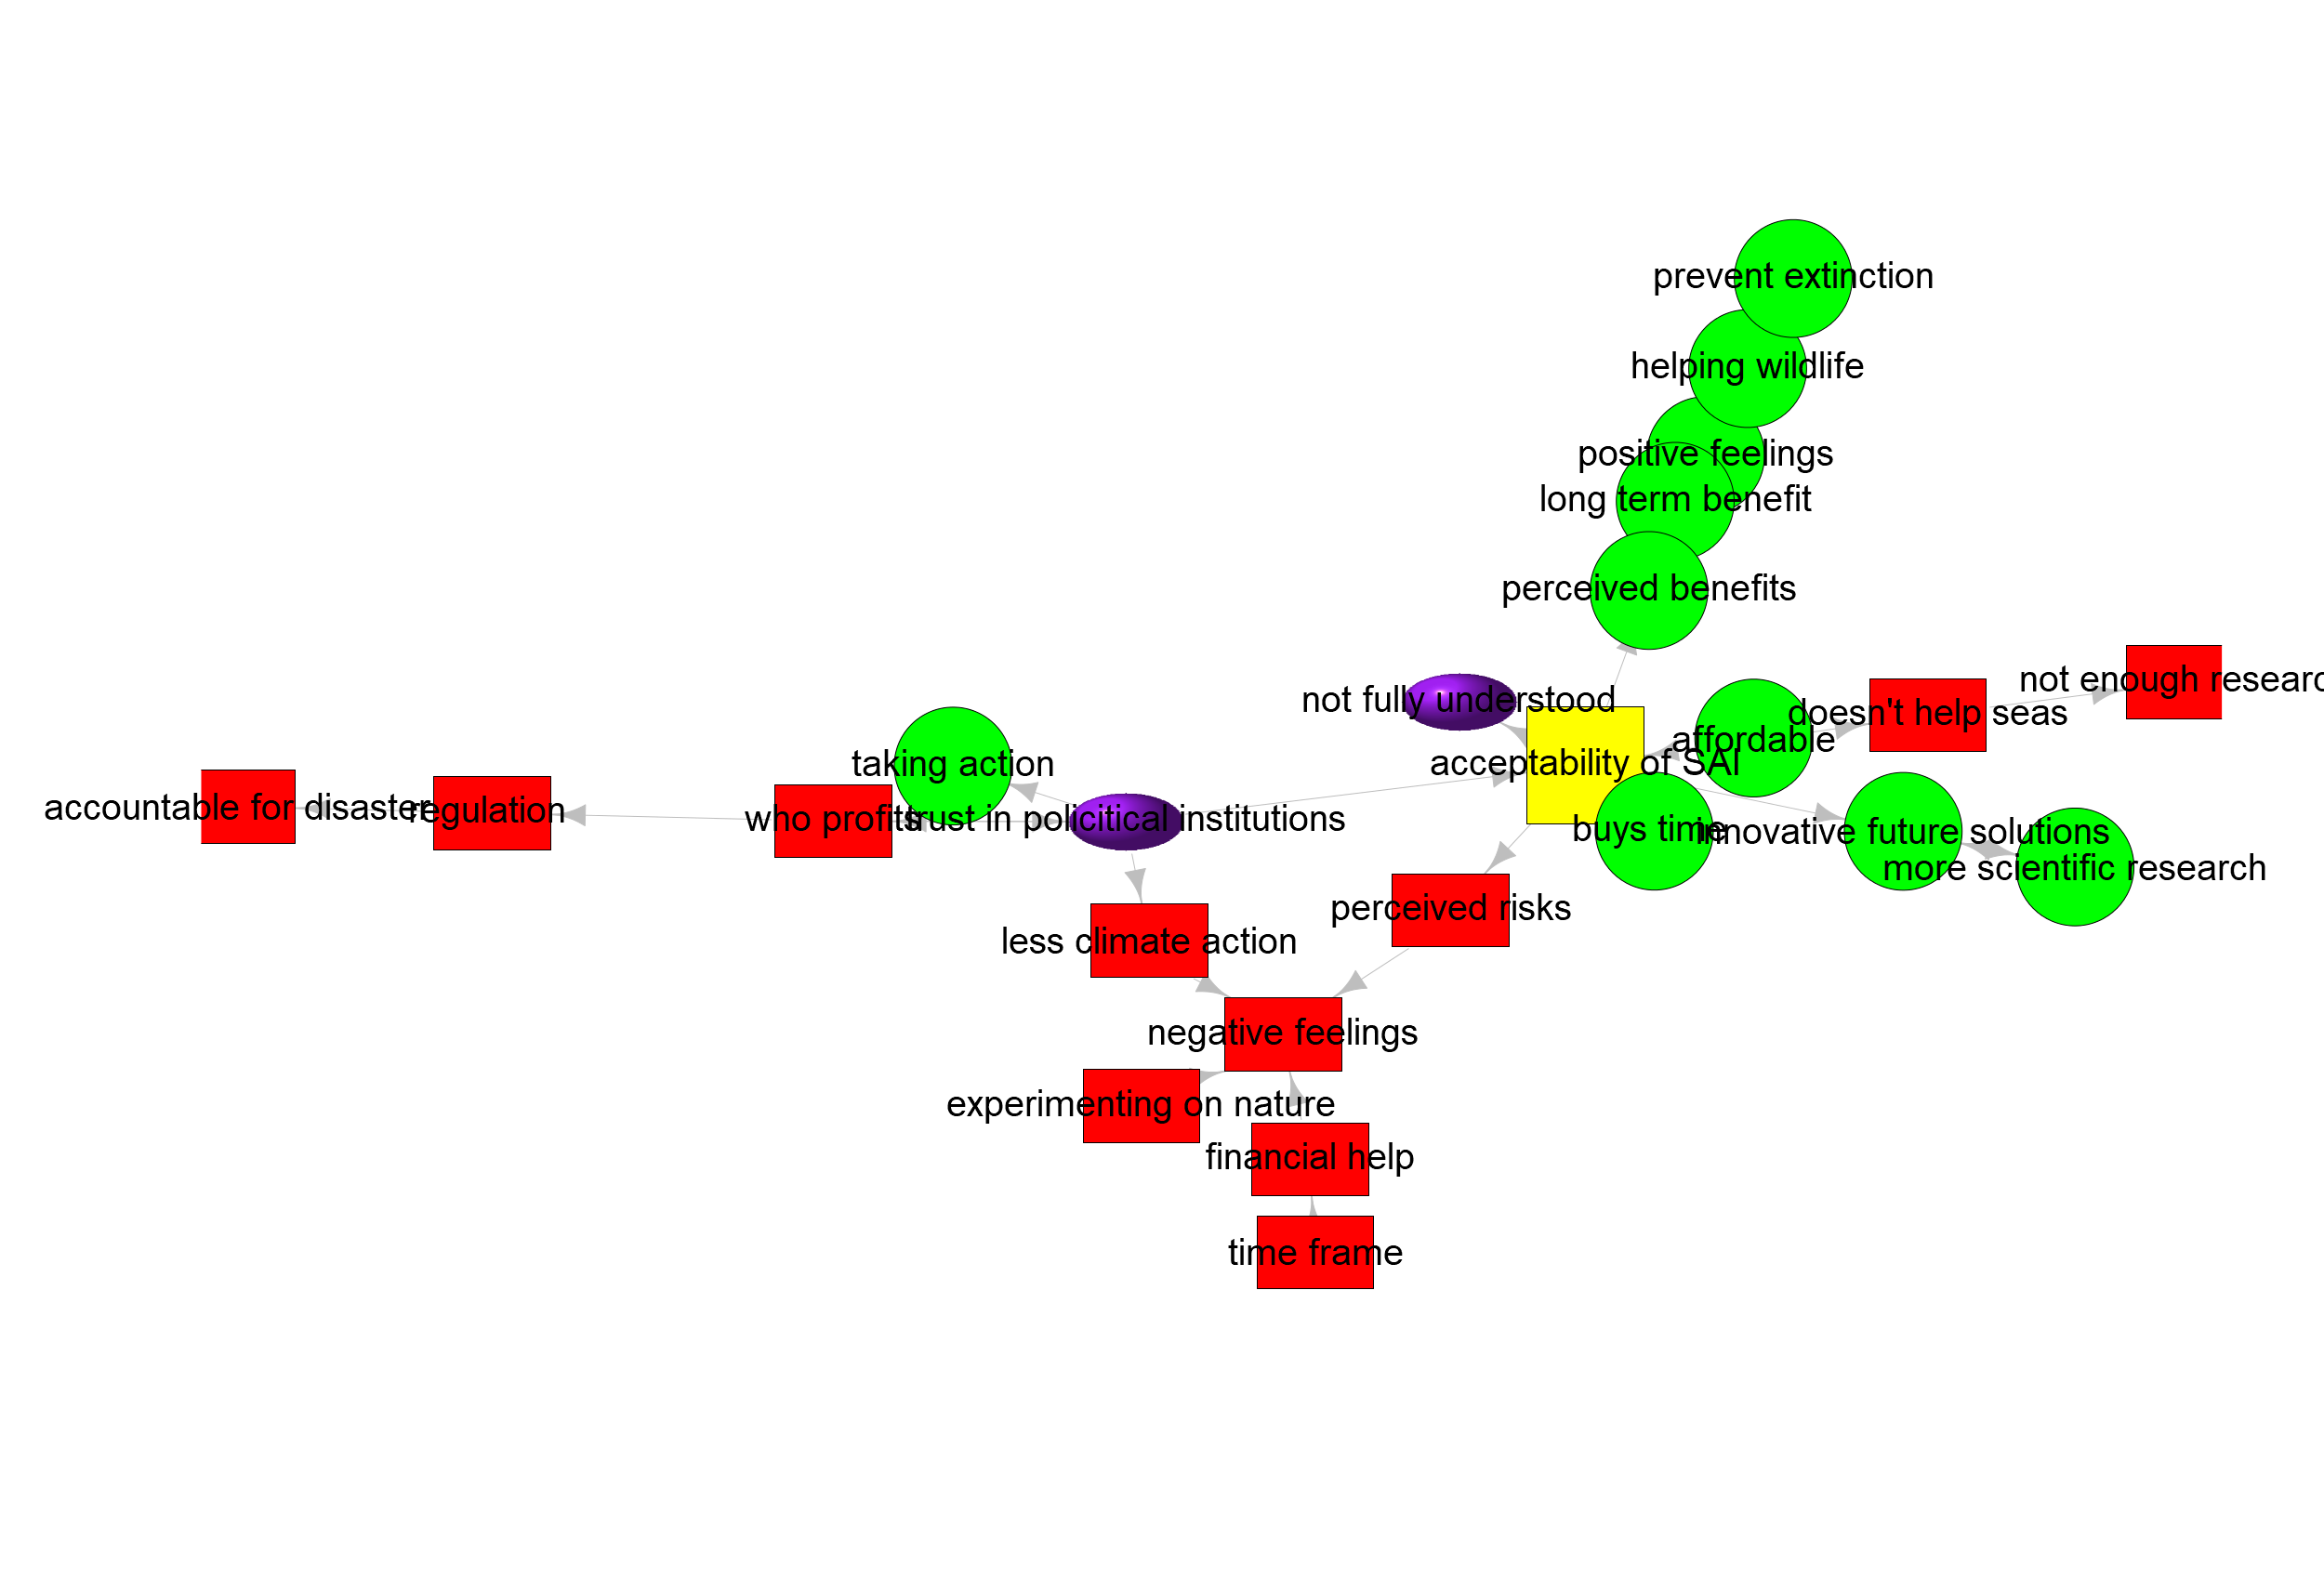 prevent extinction
helping wildlife
positive feelings
long term benefit
perceived benefits
not fully understood
not enough researc
doesn't help seas
affordable
acceptability of SAI
taking action
accountable for disaster
regulation
who profits
trust in policitical institutions
buys time
innovative future solutions
more scientific research
perceived risks
less climate action
negative feelings
experimenting on nature
financial help
time frame